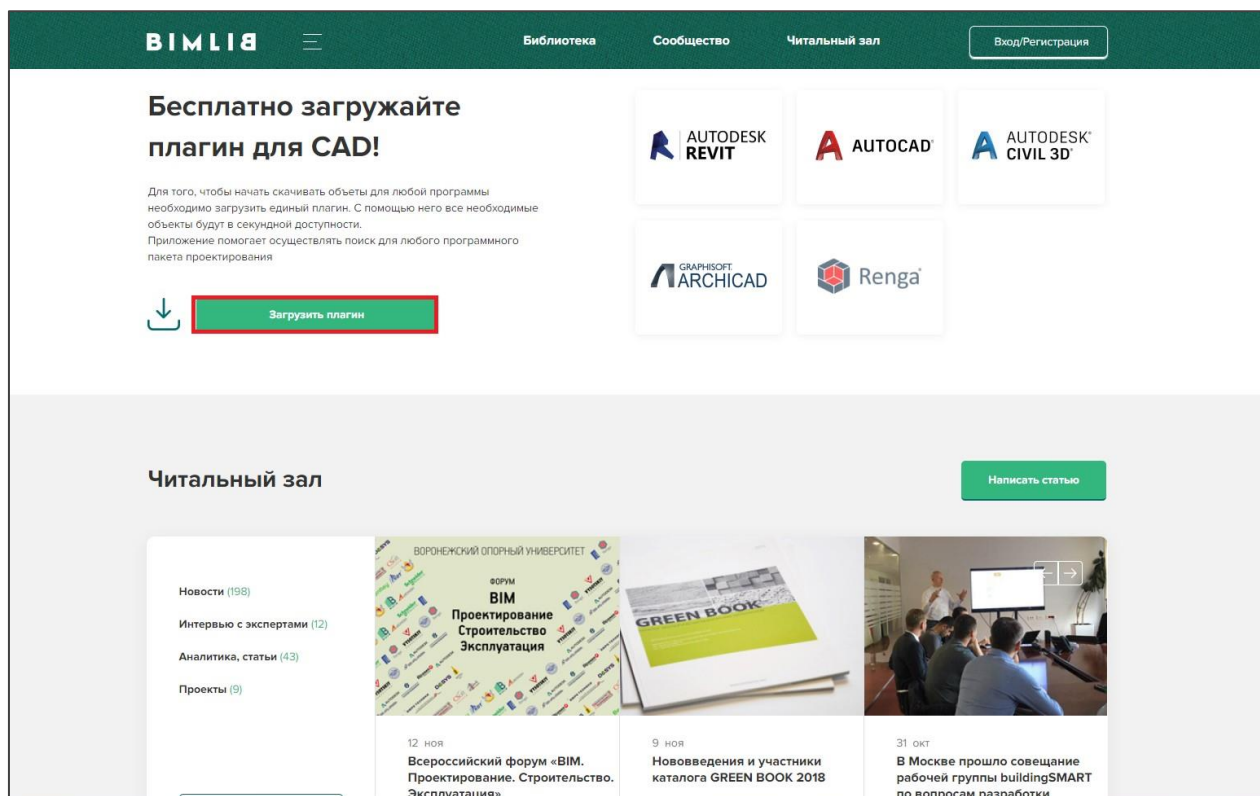 BIMLIB
Библиотека
Сообщество
Читальный зал
Вход/Регистрация
Бесплатно загружайте
плагин для CAD!
Для того, чтобы начать скачивать объеты для любой программы
необходимо загрузить единый плагин. С помощью него все необходимые
объекты будут в секундной доступности.
Приложение помогает осуществлять поиск для любого программного
пакета проектирования
Загрузить плагин
AUTODESK
REVIT
AUTOCAD
AUTODESK
CIVIL 3D
GRAPHISOFT
ARCHICAD
Renga
Читальный зал
Написать статью
Новости (198)
Интервью с экспертами (12)
Аналитика, статьи (43)
Проекты (9)
ВОРОНЕЖСКИЙ ОПОРНЫЙ УНИВЕРСИТЕТ
ФОРУМ
BIM
Проектирование
Строительство
Эксплуатация
GREEN BOOK
12 ноя
Всероссийский форум «BIM.
Проектирование. Строительство.
Эксплуатация»
9 ноя
Нововведения и участники
каталога GREEN BOOK 2018
31 окт
В Москве прошло совещание
рабочей группы buildingSMART
по вопросам разработки